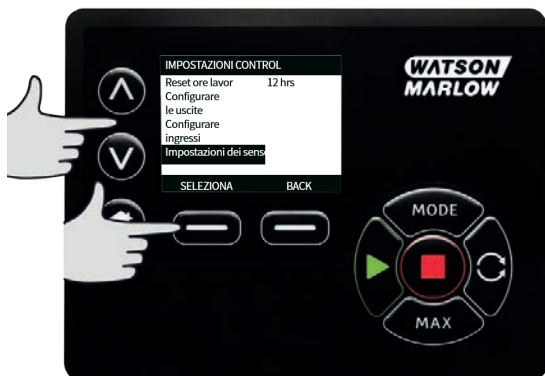 IMPOSTAZIONI CONTROL
Reset ore lavor 12 hrs
Configurare
le uscite
Configurare
ingressi
Impostazioni dei sens
SELEZIONA BACK
WATSON
MARLOW
MODE
MAX